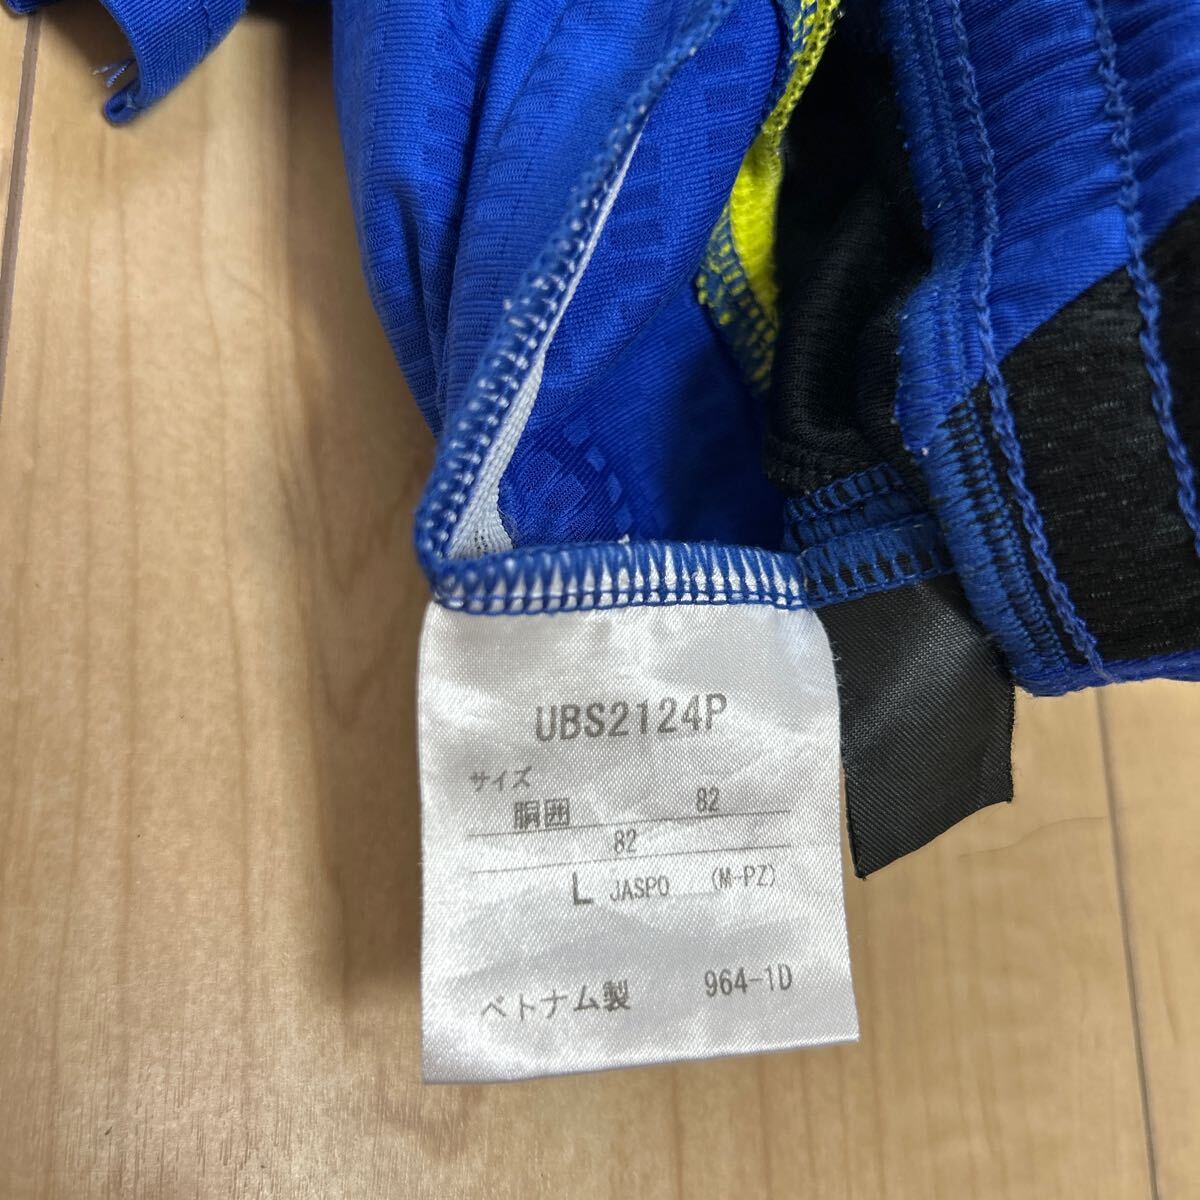 UBS2124P
サイズ
胴囲 82
82
L JASPO (M-PZ)
ベトナム製 964-1D